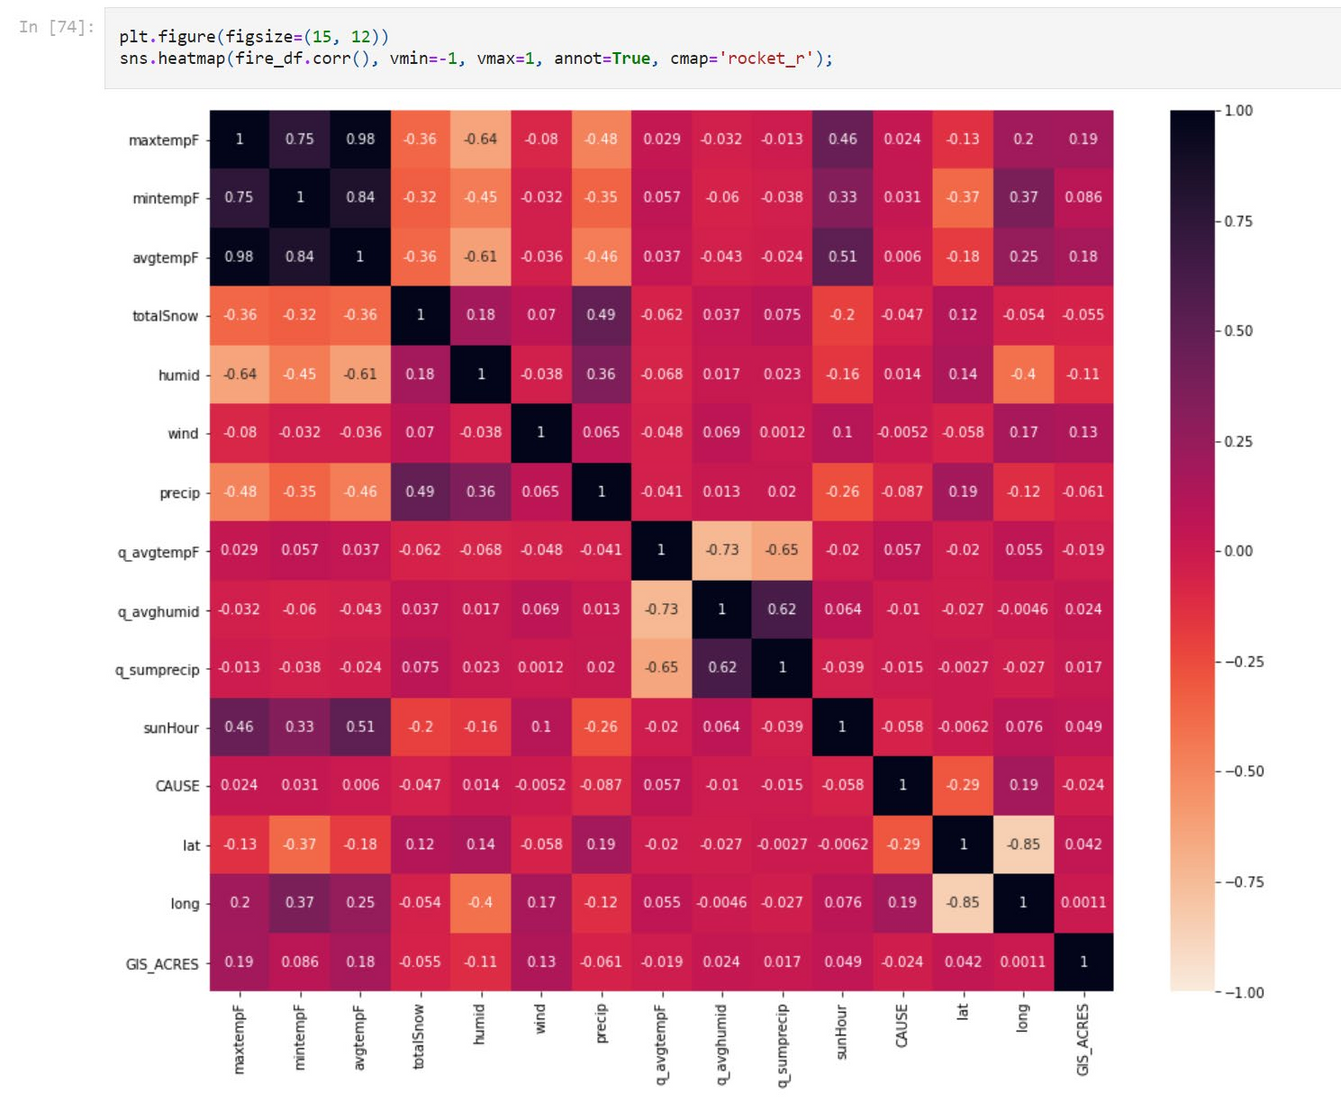 In [74]:
plt.figure(figsize=(15, 12))
sns.heatmap(fire_df.corr(), vmin=-1, vmax=1, annot=True, cmap='rocket_r');
maxtempF 1 0.75 0.98 -0.36 -0.64 -0.08 -0.48 0.029 -0.032 -0.013 0.46 0.024 -0.13 0.2 0.19
mintempF 0.75 1 0.84 -0.32 -0.45 -0.032 -0.35 0.057 -0.06 -0.038 0.33 0.031 -0.37 0.37 0.086
avgtempF 0.98 0.84 1 -0.36 -0.61 -0.036 -0.46 0.037 -0.043 -0.024 0.51 0.006 -0.18 0.25 0.18
totalSnow -0.36 -0.32 -0.36 1 0.18 0.07 0.49 -0.062 0.037 0.075 -0.2 -0.047 0.12 -0.054 -0.055
humid -0.64 -0.45 -0.61 0.18 1 -0.038 0.36 -0.068 0.017 0.023 -0.16 0.014 0.14 -0.4 -0.11
wind -0.08 -0.032 -0.036 0.07 -0.038 1 0.065 -0.048 0.069 0.0012 0.1 -0.0052 -0.058 0.17 0.13
precip -0.48 -0.35 -0.46 0.49 0.36 0.065 1 -0.041 0.013 0.02 -0.26 -0.087 0.19 -0.12 -0.061
q_avgtempF 0.029 0.057 0.037 -0.062 -0.068 -0.048 -0.041 1 -0.73 -0.65 -0.02 0.057 -0.02 0.055 -0.019
q_avghumid -0.032 -0.06 -0.043 0.037 0.017 0.069 0.013 -0.73 1 0.62 0.064 -0.01 -0.027 -0.0046 0.024
q_sumprecip -0.013 -0.038 -0.024 0.075 0.023 0.0012 0.02 -0.65 0.62 1 -0.039 -0.015 -0.0027 -0.027 0.017
sunHour 0.46 0.33 0.51 -0.2 -0.16 0.1 -0.26 -0.02 0.064 -0.039 1 -0.058 -0.0062 0.076 0.049
CAUSE 0.024 0.031 0.006 -0.047 0.014 -0.0052 -0.087 0.057 -0.01 -0.015 -0.058 1 -0.29 0.19 -0.024
lat -0.13 -0.37 -0.18 0.12 0.14 -0.058 0.19 -0.02 -0.027 -0.0027 -0.0062 -0.29 1 -0.85 0.042
long 0.2 0.37 0.25 -0.054 -0.4 0.17 -0.12 0.055 -0.0046 -0.027 0.076 0.19 -0.85 1 0.0011
GIS_ACRES 0.19 0.086 0.18 -0.055 -0.11 0.13 -0.061 -0.019 0.024 0.017 0.049 -0.024 0.042 0.0011 1
maxtempF mintempF avgtempF totalSnow humid wind precip q_avgtempF q_avghumid q_sumprecip sunHour CAUSE lat long GIS_ACRES
1.00
0.75
0.50
0.25
0.00
-0.25
-0.50
-0.75
-1.00